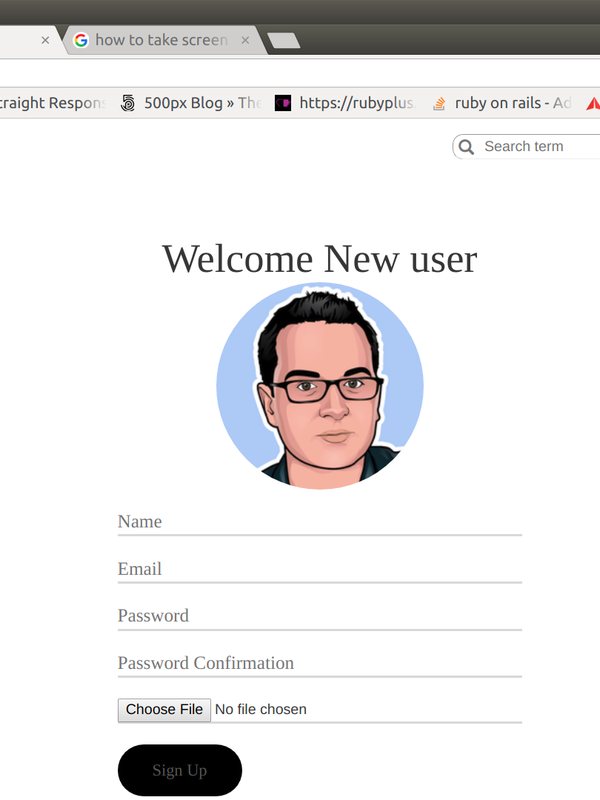 how to take screen
traight Respons 500px Blog » The https://rubyplus. ruby on rails - Ad
Search term
Welcome New user
Name
Email
Password
Password Confirmation
Choose File No file chosen
Sign Up